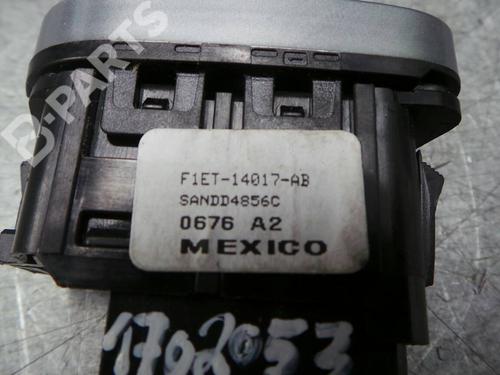 B-PARTS
F1ET-14017-AB
SANDD4856C
0676 A2
MEXICO
1702053